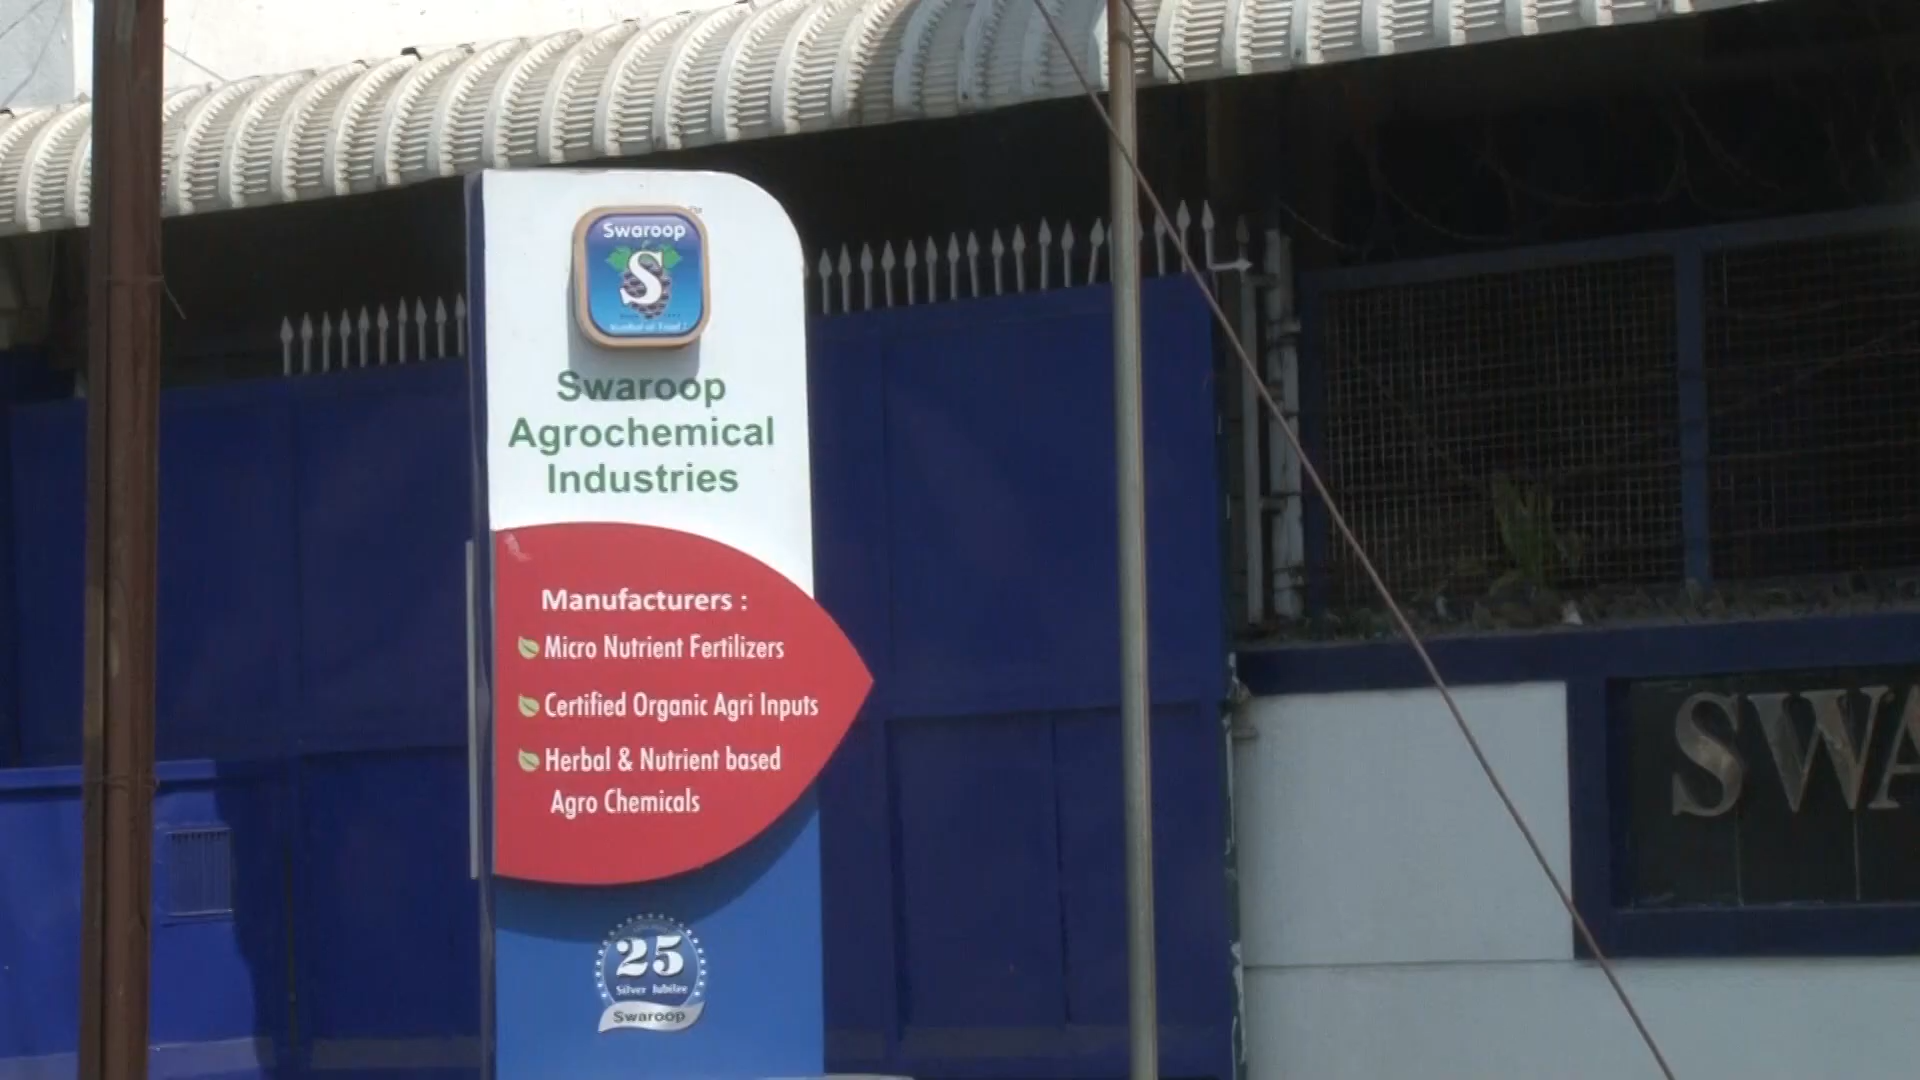 Swaroop
S
Swaroop
Agrochemical
Industries
Manufacturers :
Micro Nutrient Fertilizers
Certified Organic Agri Inputs
Herbal & Nutrient based
Agro Chemicals
25
Silver Jubilee
Swaroop
SWA